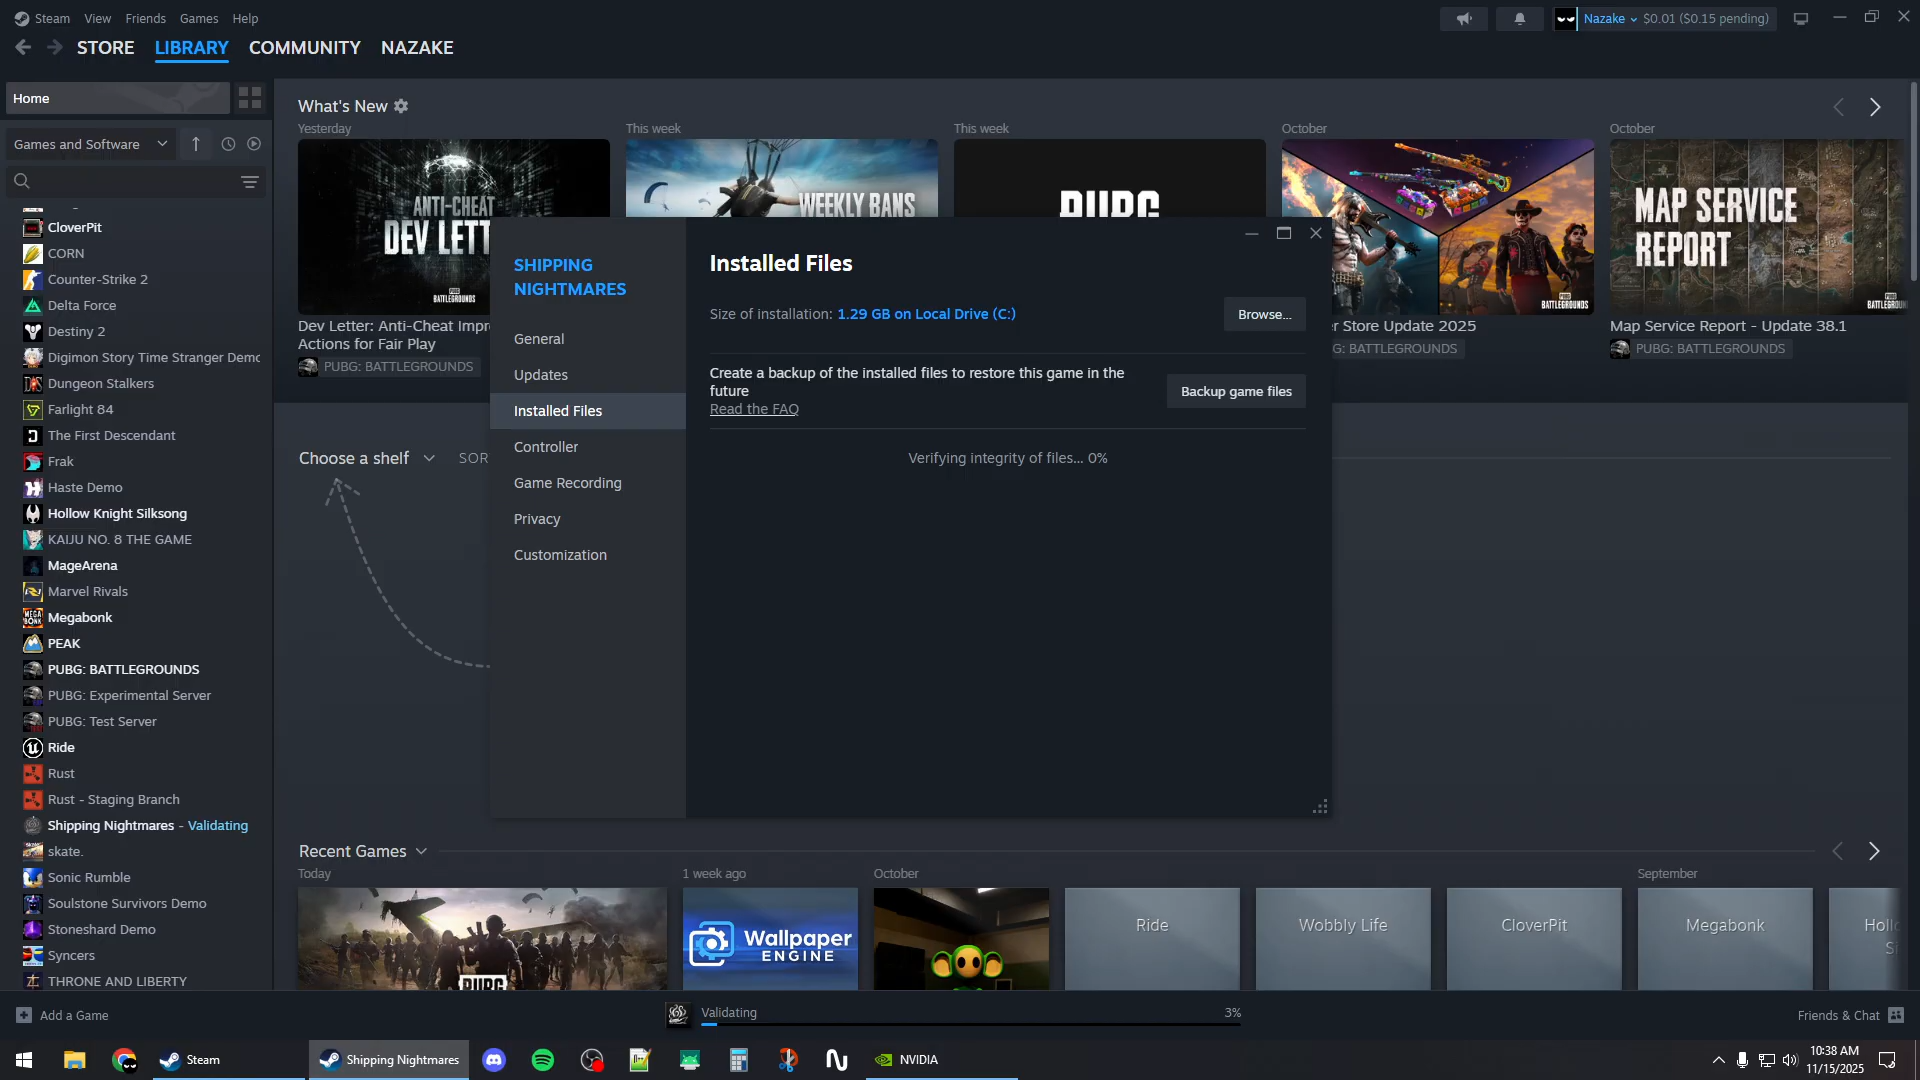 Steam View Friends Games Help
Nazake $0.01 ($0.15 pending)
STORE LIBRARY COMMUNITY NAZAKE
Home
Games and Software
CloverPit
CORN
Counter-Strike 2
Delta Force
Destiny 2
Digimon Story Time Stranger Demo
Dungeon Stalkers
Farlight 84
The First Descendant
Frak
Haste Demo
Hollow Knight Silksong
KAIJU NO. 8 THE GAME
MageArena
Marvel Rivals
Megabonk
PEAK
PUBG: BATTLEGROUNDS
PUBG: Experimental Server
PUBG: Test Server
Ride
Rust
Rust - Staging Branch
Shipping Nightmares - Validating
skate.
Sonic Rumble
Soulstone Survivors Demo
Stoneshard Demo
Syncers
THRONE AND LIBERTY
What's New
Yesterday
ANTI-CHEAT
DEV LETT
PUBG
BATTLEGROUNDS
Dev Letter: Anti-Cheat Impr
Actions for Fair Play
PUBG: BATTLEGROUNDS
This week
WEEKLY BANS
This week
PUBG
October
BATTLEGROUNDS
r Store Update 2025
G: BATTLEGROUNDS
October
MAP SERVICE
REPORT
BATTLEGROUNDS
Map Service Report - Update 38.1
PUBG: BATTLEGROUNDS
Choose a shelf SOR
SHIPPING
NIGHTMARES
General
Updates
Installed Files
Controller
Game Recording
Privacy
Customization
Installed Files
Size of installation: 1.29 GB on Local Drive (C:)
Browse...
Create a backup of the installed files to restore this game in the
future
Read the FAQ
Backup game files
Verifying integrity of files... 0%
Recent Games
Today
PUBG
1 week ago
Wallpaper
ENGINE
October
Ride
Wobbly Life
CloverPit
September
Megabonk
Hollo
Si
Add a Game
Validating 3%
Friends & Chat
Steam
Shipping Nightmares
NVIDIA
10:38 AM
11/15/2025